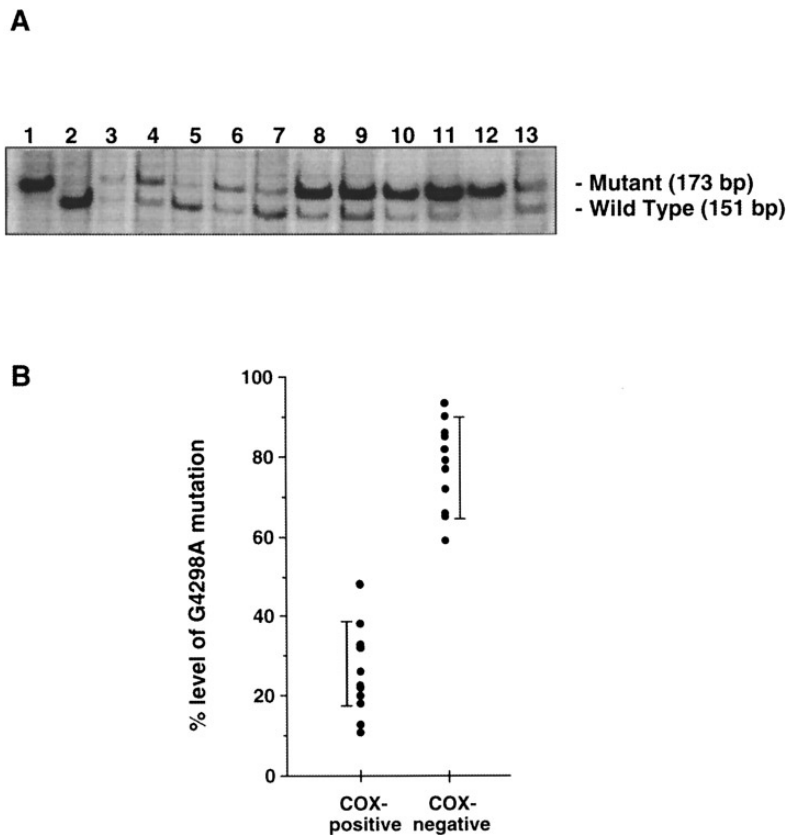 A
1 2 3 4 5 6 7 8 9 10 11 12 13
- Mutant (173 bp)
- Wild Type (151 bp)
B
% level of G4298A mutation
100
80
60
40
20
0
COX- COX-
positive negative